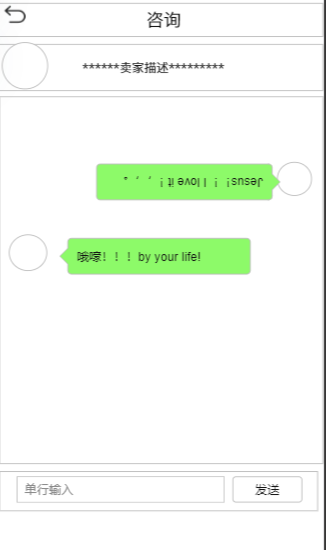 咨询
******卖家描述*********
Jesus！！ I love it！，，。
哦嚎！！！by your life!
单行输入
发送